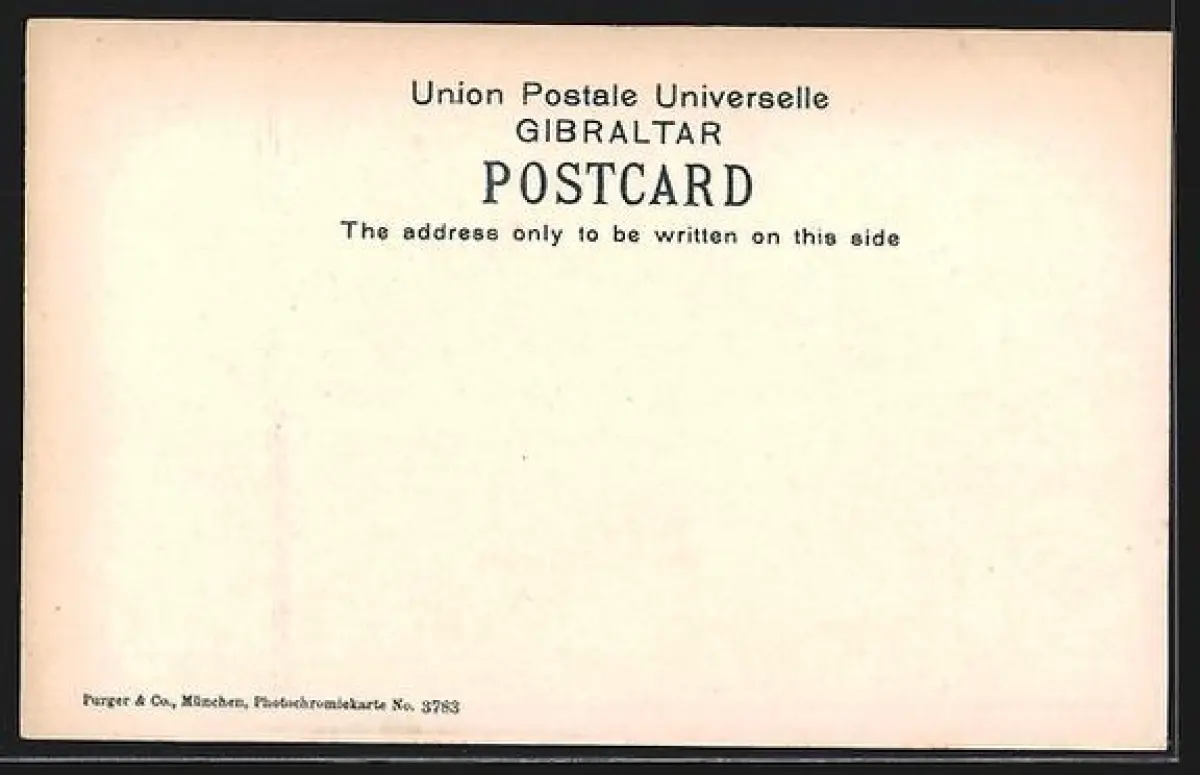 Union Postale Universelle
GIBRALTAR
POSTCARD
The address only to be written on this side
Purger & Co., München, Photochromiekarte No. 3783